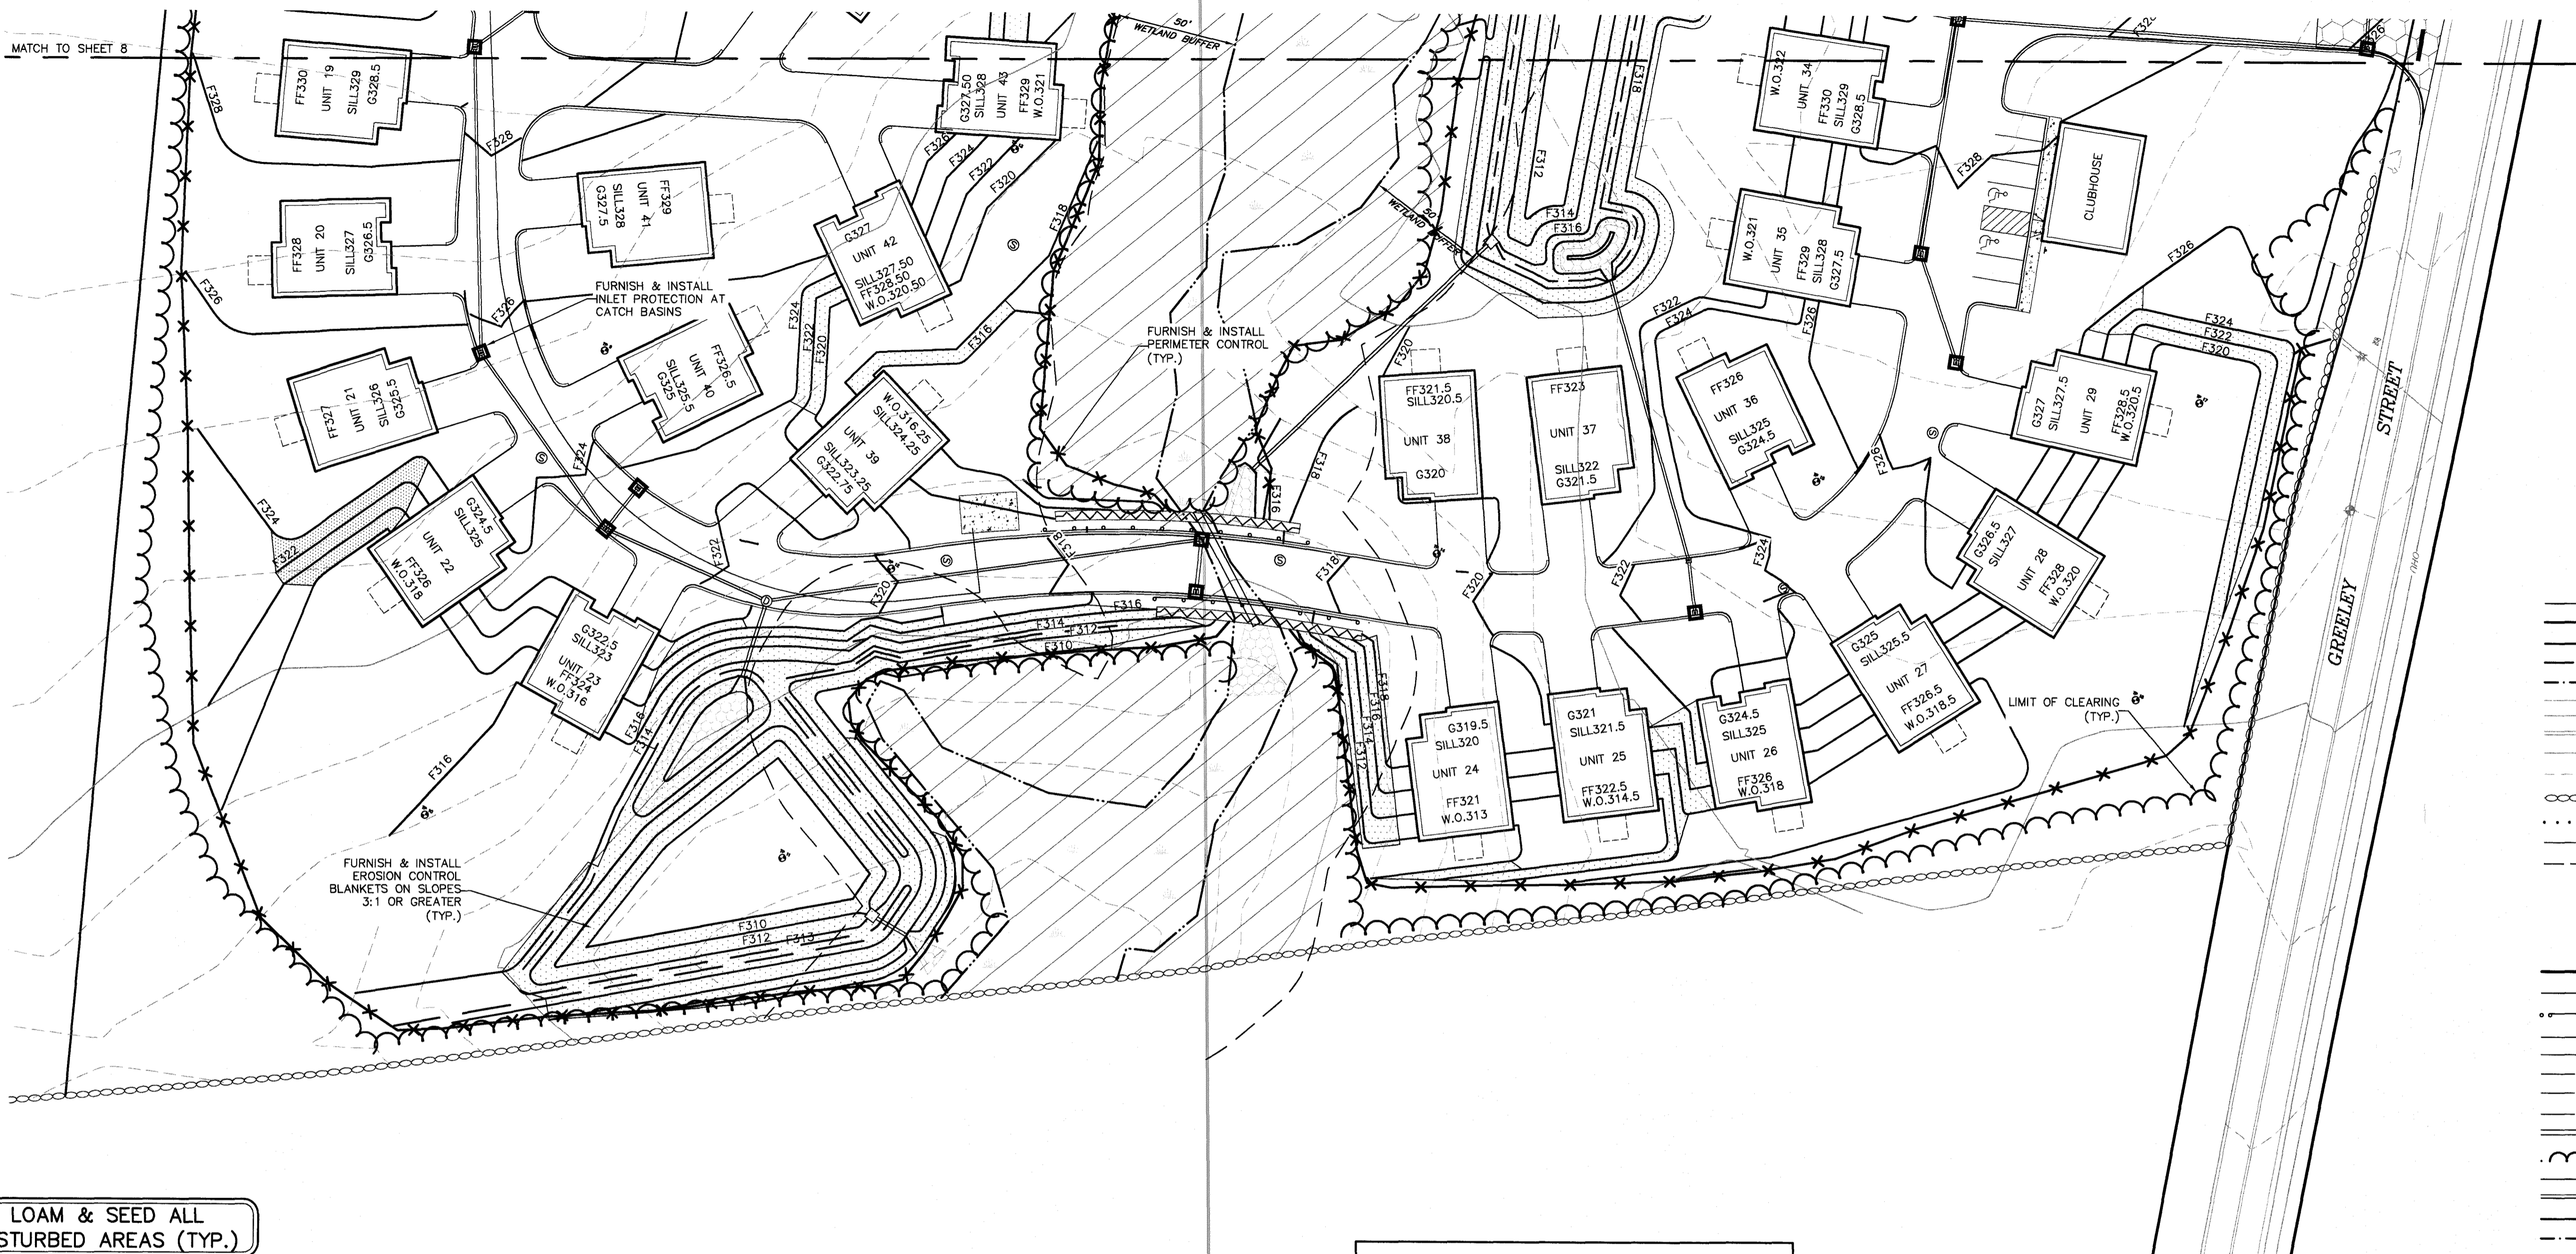 MATCH TO SHEET 8
50'
WETLAND BUFFER
FF330
UNIT 19
SILL329
G328.5
F328
F328
G327.50
SILL328
UNIT 43
FF329
W.O.321
F326
F324
F322
F320
F318
FF328
UNIT 20
SILL327
G326.5
F326
F326
G327.5
SILL328
UNIT 41
FF329
G327
UNIT 42
SILL327.50
FF328.50
W.O.320.50
F324
F322
F320
F316
FURNISH & INSTALL
INLET PROTECTION AT
CATCH BASINS
FF327
UNIT 21
SILL326
G325.5
FF326.5
UNIT 40
SILL325.5
G325
W.O.316.25
SILL324.25
UNIT 39
SILL323.25
G322.75
FURNISH & INSTALL
PERIMETER CONTROL
(TYP.)
50'
WETLAND BUFFER
F312
F318
F314
F316
W.O.322
UNIT 34
FF330
SILL329
G328.5
W.O.321
UNIT 35
FF329
SILL328
G327.5
F328
CLUBHOUSE
F326
F326
F322
F324
F326
F320
FF321.5
SILL320.5
UNIT 38
G320
FF323
UNIT 37
SILL322
G321.5
FF326
UNIT 36
SILL325
G324.5
F326
G327
SILL327.5
UNIT 29
FF328.5
W.O.320.5
F324
F322
F320
GREELEY STREET
OHU
F324
F322
F324
G324.5
SILL325
UNIT 22
FF326
W.O.318
G322.5
SILL323
UNIT 23
FF324
W.O.316
F322
F320
F318
F316
F318
F318
F320
F322
F324
G326.5
SILL327
UNIT 28
FF328
W.O.320
F316
F314
F312
F310
F316
F314
F316
F318
F316
F314
F312
G319.5
SILL320
UNIT 24
FF321
W.O.313
G321
SILL321.5
UNIT 25
FF322.5
W.O.314.5
G324.5
SILL325
UNIT 26
FF326
W.O.318
G325
SILL325.5
UNIT 27
FF326.5
W.O.318.5
LIMIT OF CLEARING
(TYP.)
FURNISH & INSTALL
EROSION CONTROL
BLANKETS ON SLOPES
3:1 OR GREATER
(TYP.)
F310
F312
F313
LOAM & SEED ALL
STURBED AREAS (TYP.)